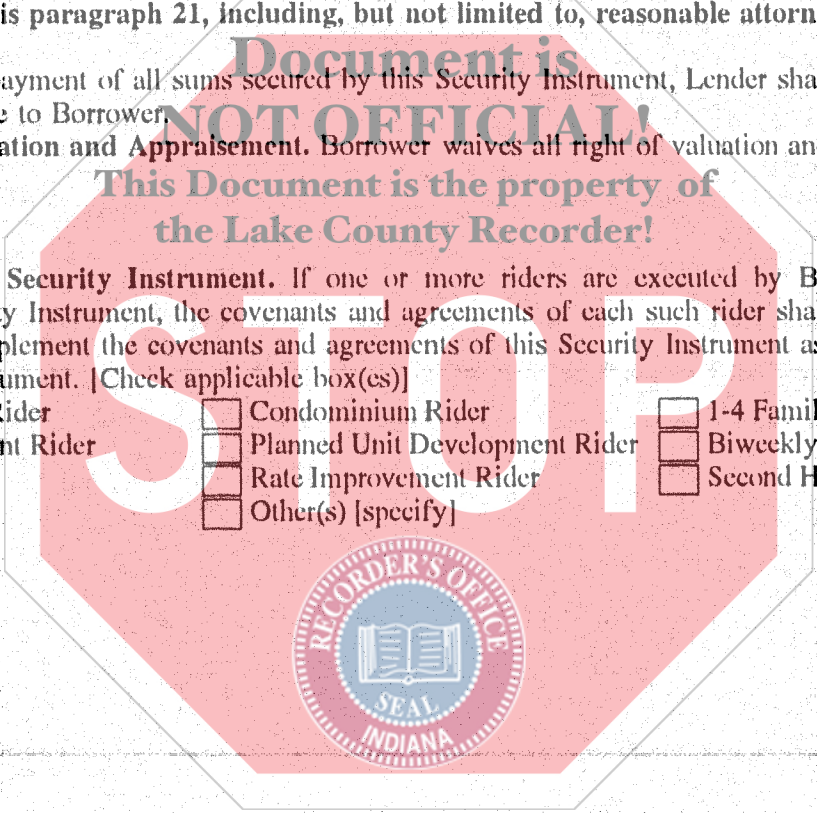 is paragraph 21, including, but not limited to, reasonable attorn
Document is
ayment of all sums secured by this Security Instrument, Lender sha
e to Borrower.
NOT OFFICIAL!
ation and Appraisement. Borrower waives all right of valuation an
This Document is the property of
the Lake County Recorder!
Security Instrument. If one or more riders are executed by B
y Instrument, the covenants and agreements of each such rider sha
plement the covenants and agreements of this Security Instrument as
ument. [Check applicable box(es)]
STOP
ider Condominium Rider 1-4 Famil
nt Rider Planned Unit Development Rider Biweekly
Rate Improvement Rider Second H
Other(s) [specify]
RECORDER'S OFFICE
SEAL
INDIANA